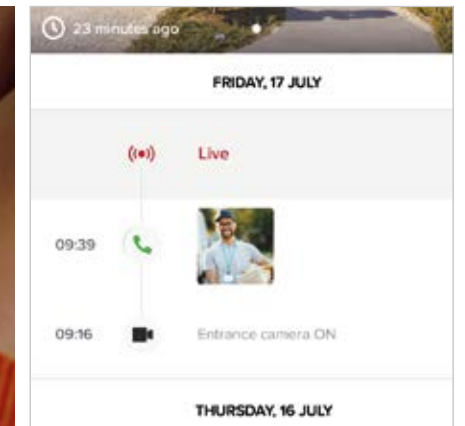 23 minutes ago
FRIDAY, 17 JULY
Live
09:39
09:16 Entrance camera ON
THURSDAY, 16 JULY